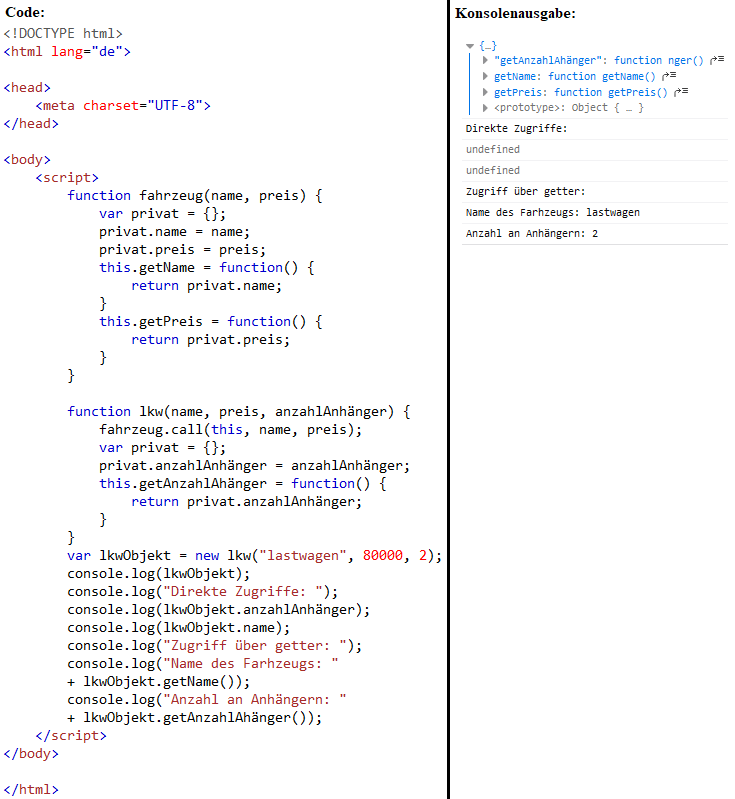 Code:
<!DOCTYPE html>
<html lang="de">
<head>
<meta charset="UTF-8">
</head>
<body>
<script>
function fahrzeug(name, preis) {
var privat = {};
privat.name = name;
privat.preis = preis;
this.getName = function() {
return privat.name;
}
this.getPreis = function() {
return privat.preis;
}
}
function lkw(name, preis, anzahlAnhänger) {
fahrzeug.call(this, name, preis);
var privat = {};
privat.anzahlAnhänger = anzahlAnhänger;
this.getAnzahlAhänger = function() {
return privat.anzahlAnhänger;
}
}
var lkwObjekt = new lkw("lastwagen", 80000, 2);
console.log(lkwObjekt);
console.log("Direkte Zugriffe: ");
console.log(lkwObjekt.anzahlAnhänger);
console.log(lkwObjekt.name);
console.log("Zugriff über getter: ");
console.log("Name des Farhzeugs: "
+ lkwObjekt.getName());
console.log("Anzahl an Anhängern: "
+ lkwObjekt.getAnzahlAhänger());
</script>
</body>
</html>
Konsolenausgabe:
{…}
"getAnzahlAhänger": function nger()
getName: function getName()
getPreis: function getPreis()
<prototype>: Object { … }
Direkte Zugriffe:
undefined
undefined
Zugriff über getter:
Name des Farhzeugs: lastwagen
Anzahl an Anhängern: 2